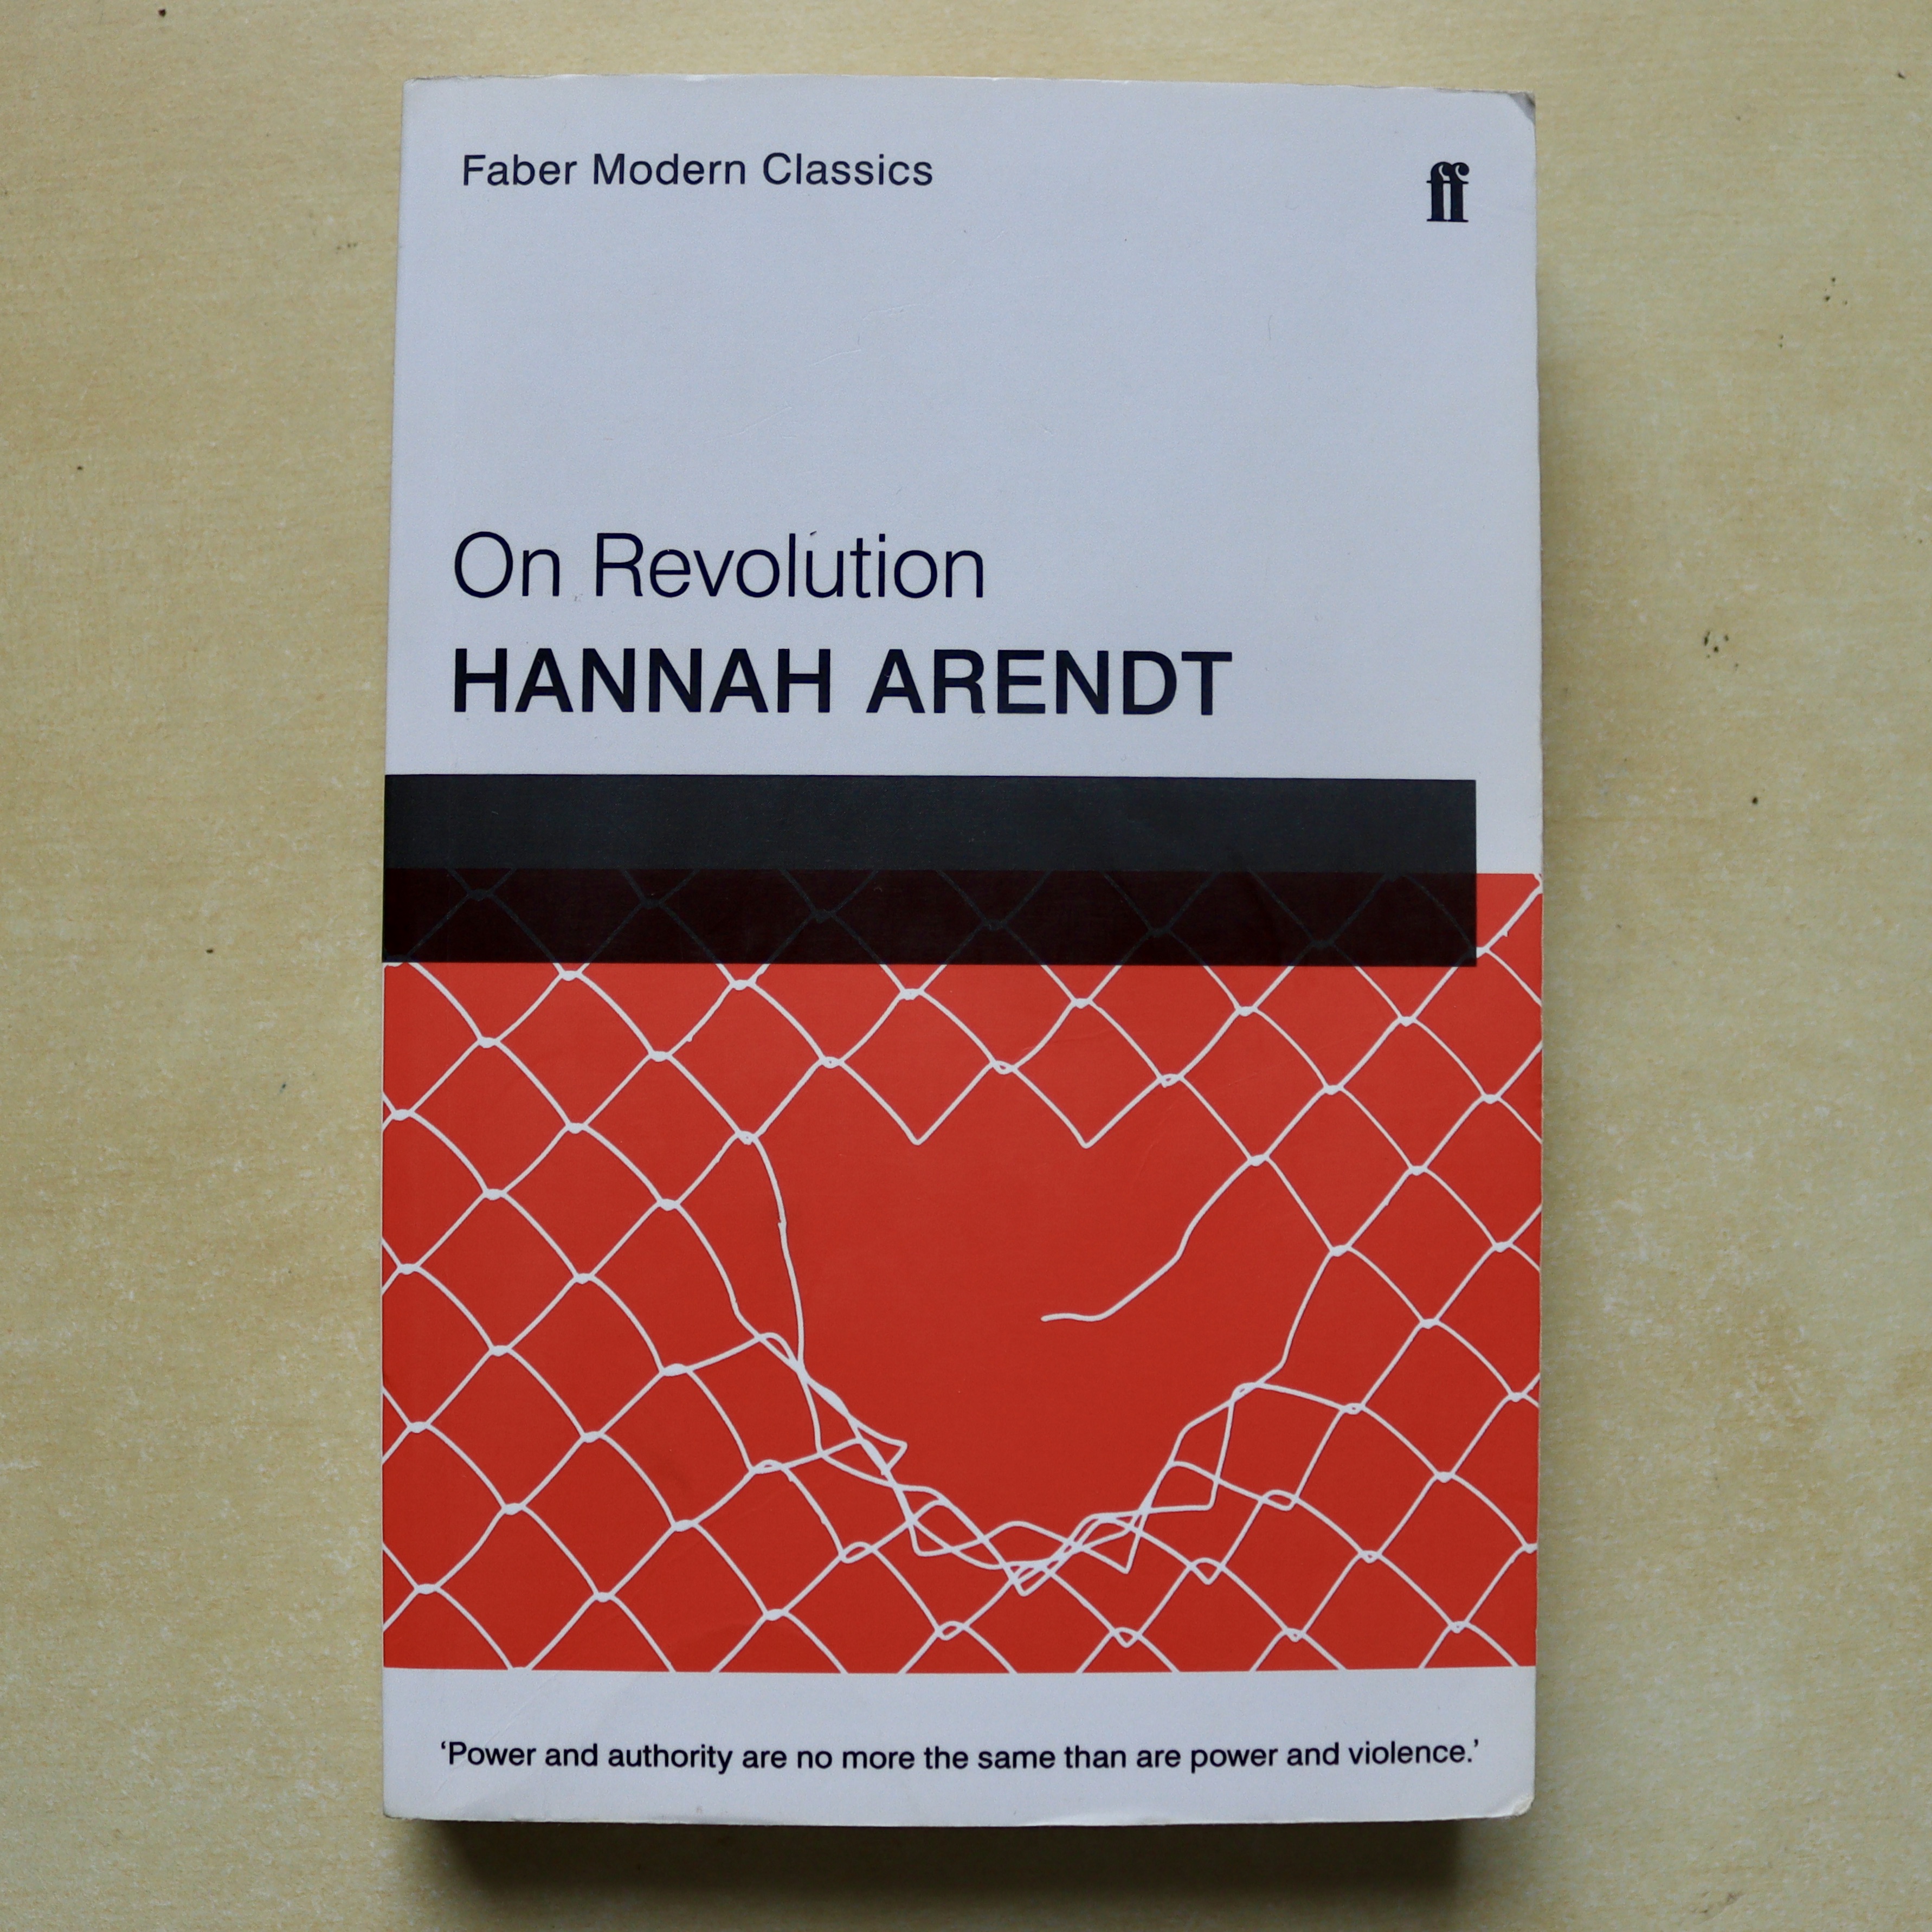 Faber Modern Classics
ff
On Revolution
HANNAH ARENDT
‘Power and authority are no more the same than are power and violence.’